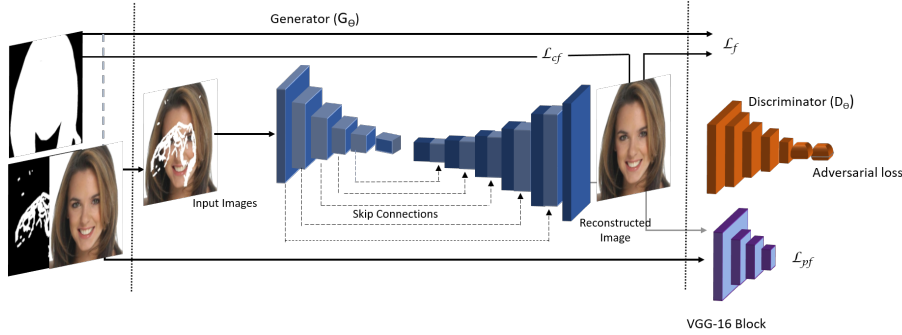 Generator (GΘ)
ℒcf
ℒf
Discriminator (DΘ)
Adversarial loss
Input Images
Skip Connections
Reconstructed
Image
ℒpf
VGG-16 Block